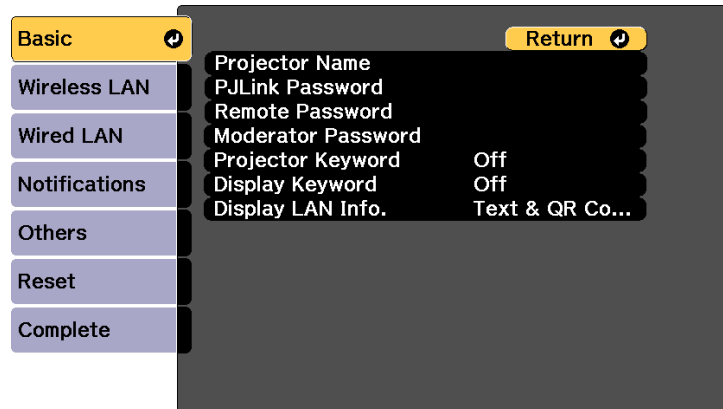 Basic
Wireless LAN
Wired LAN
Notifications
Others
Reset
Complete
Return
Projector Name
PJLink Password
Remote Password
Moderator Password
Projector Keyword Off
Display Keyword Off
Display LAN Info. Text & QR Co...